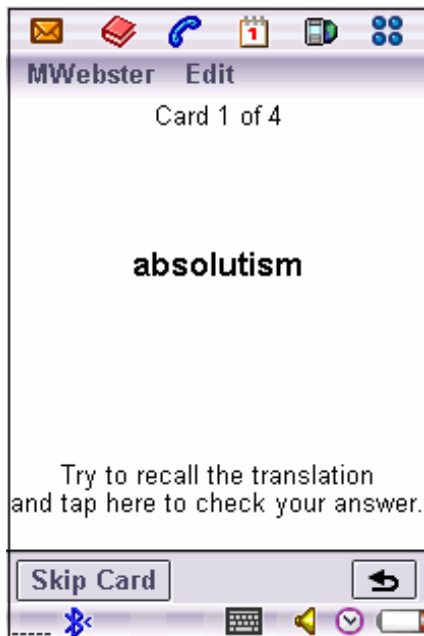 1
MWebster Edit
Card 1 of 4
absolutism
Try to recall the translation
and tap here to check your answer.
Skip Card